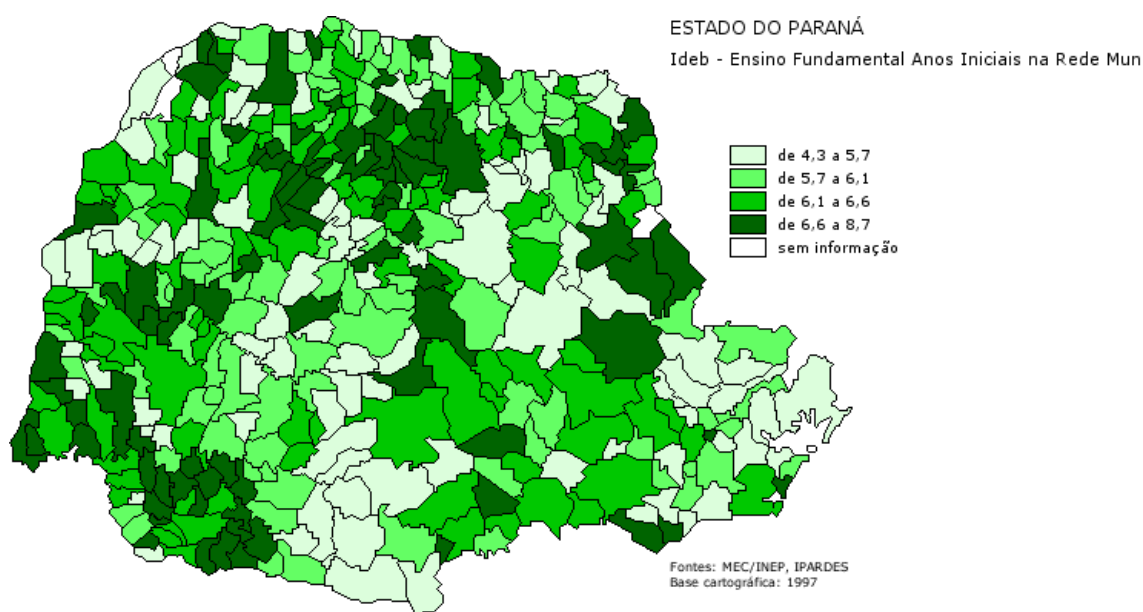 ESTADO DO PARANÁ
Ideb - Ensino Fundamental Anos Iniciais na Rede Mun
de 4,3 a 5,7
de 5,7 a 6,1
de 6,1 a 6,6
de 6,6 a 8,7
sem informação
Fontes: MEC/INEP, IPARDES
Base cartográfica: 1997